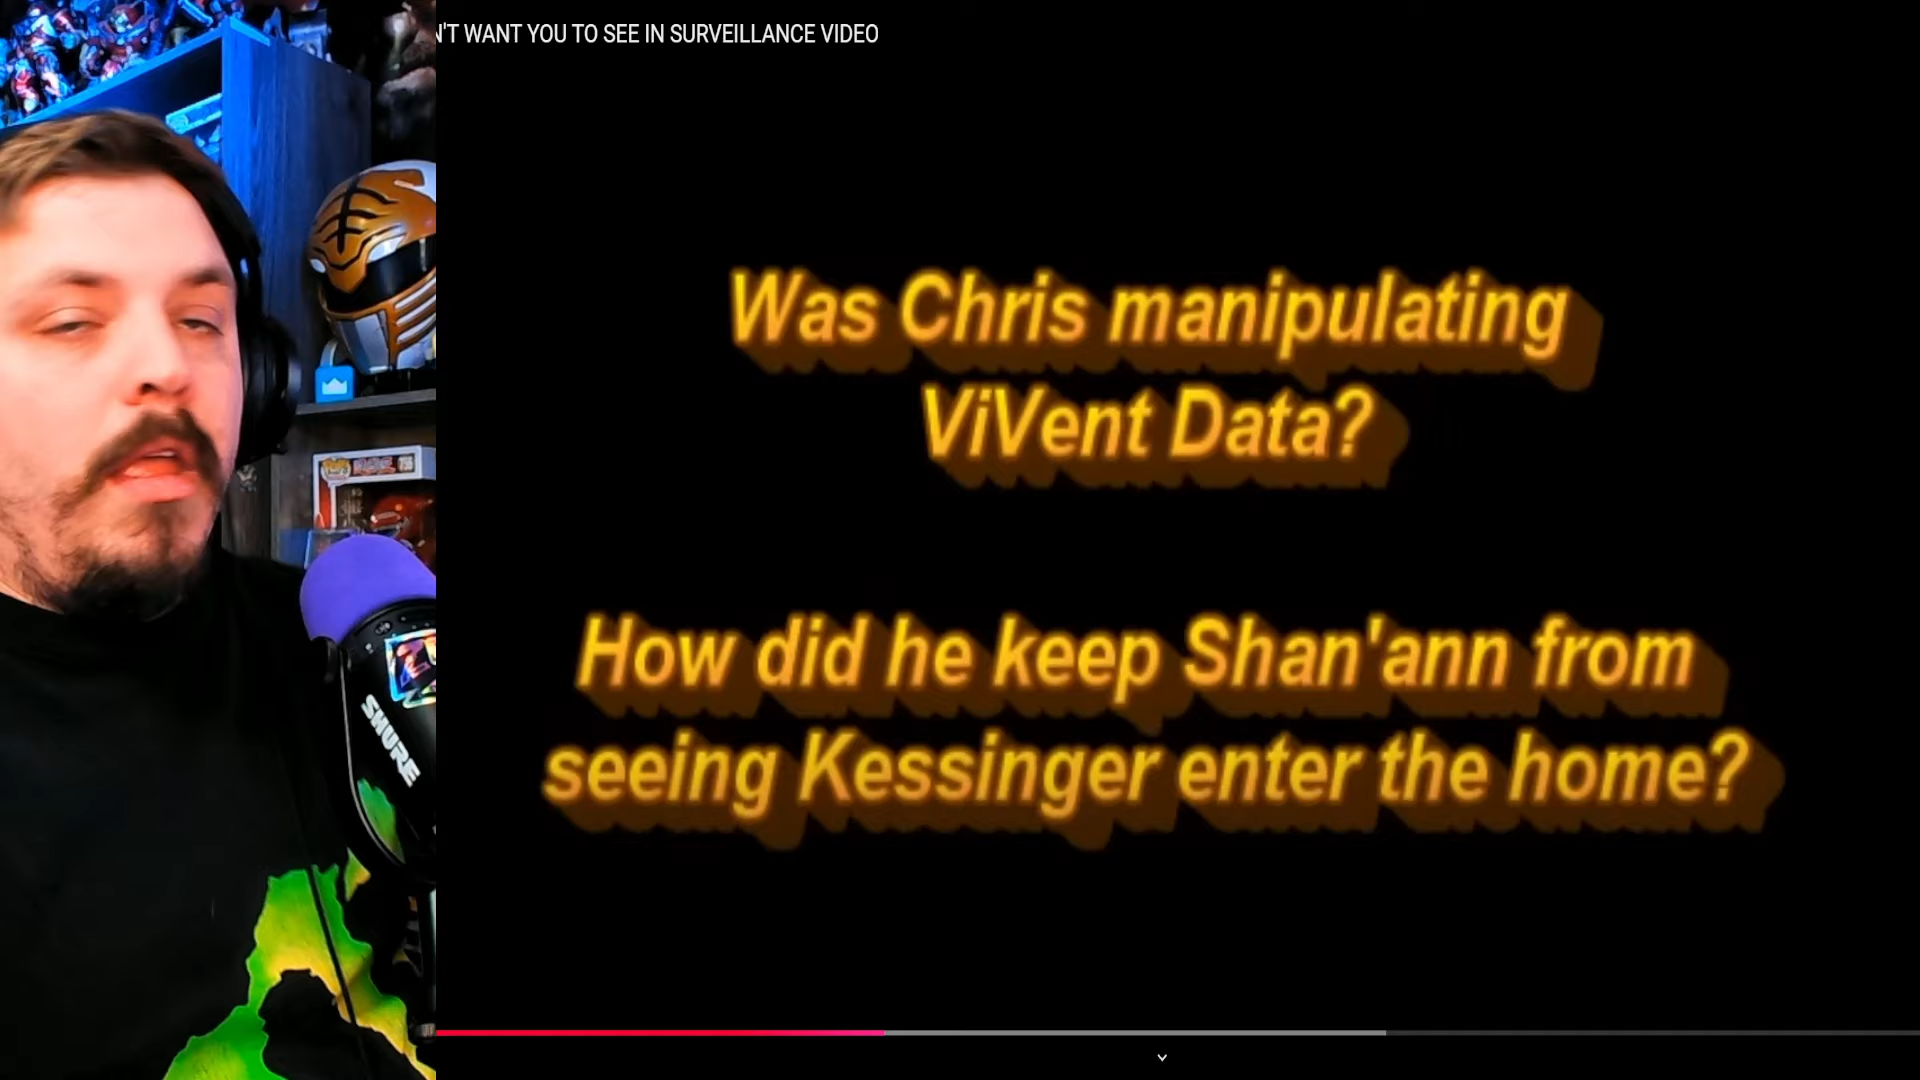 N'T WANT YOU TO SEE IN SURVEILLANCE VIDEO
Was Chris manipulating
ViVent Data?
How did he keep Shan'ann from
seeing Kessinger enter the home?
SHURE